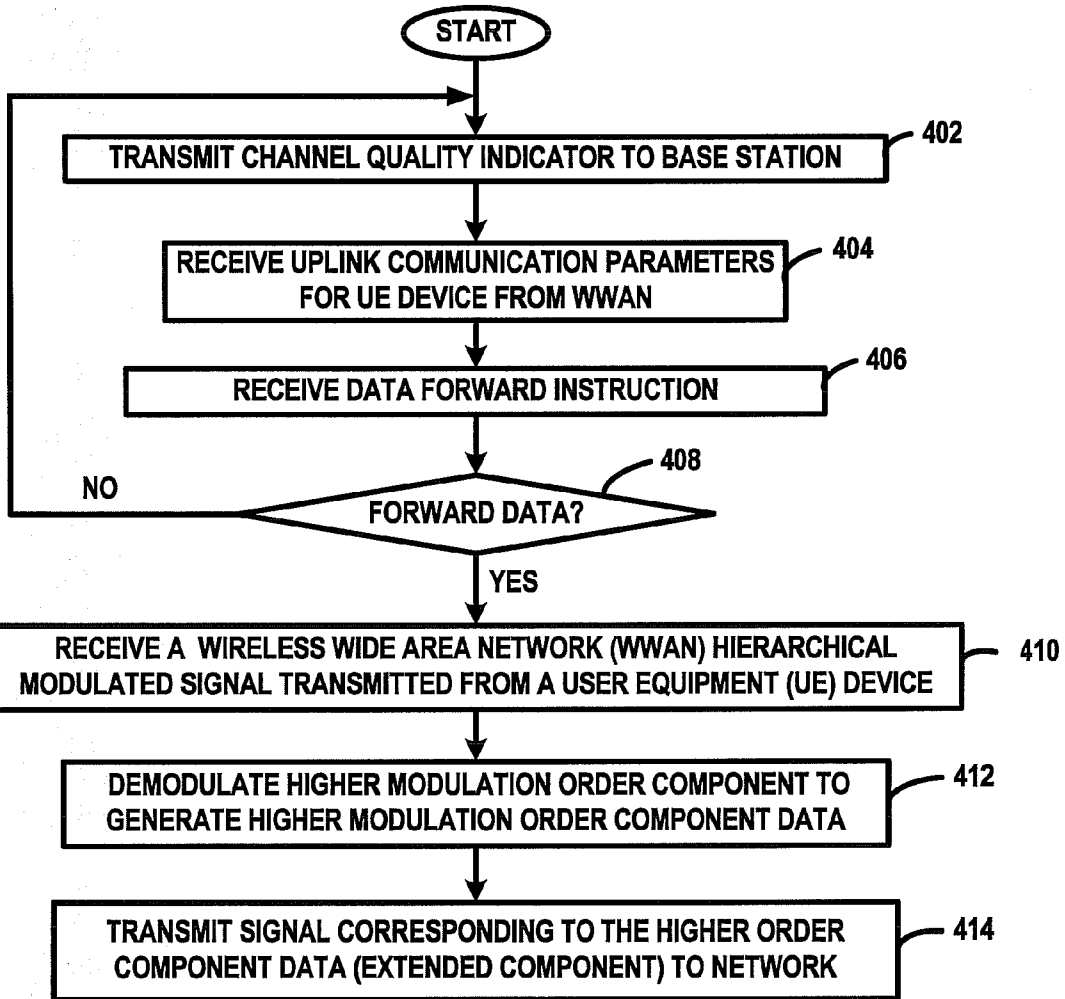 START
TRANSMIT CHANNEL QUALITY INDICATOR TO BASE STATION
402
RECEIVE UPLINK COMMUNICATION PARAMETERS
FOR UE DEVICE FROM WWAN
404
RECEIVE DATA FORWARD INSTRUCTION
406
FORWARD DATA?
408
NO
YES
RECEIVE A WIRELESS WIDE AREA NETWORK (WWAN) HIERARCHICAL
MODULATED SIGNAL TRANSMITTED FROM A USER EQUIPMENT (UE) DEVICE
410
DEMODULATE HIGHER MODULATION ORDER COMPONENT TO
GENERATE HIGHER MODULATION ORDER COMPONENT DATA
412
TRANSMIT SIGNAL CORRESPONDING TO THE HIGHER ORDER
COMPONENT DATA (EXTENDED COMPONENT) TO NETWORK
414